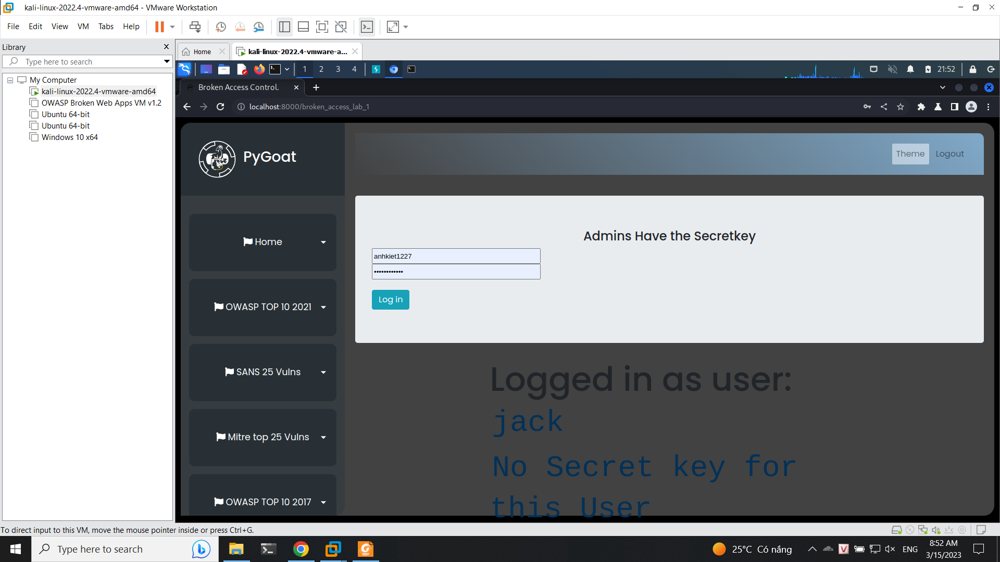 kali-linux-2022.4-vmware-amd64 - VMware Workstation
File Edit View VM Tabs Help
Library
Type here to search
My Computer
kali-linux-2022.4-vmware-amd64
OWASP Broken Web Apps VM v1.2
Ubuntu 64-bit
Ubuntu 64-bit
Windows 10 x64
Home
kali-linux-2022.4-vmware-a...
1 2 3 4
21:52
Broken Access Control.
localhost:8000/broken_access_lab_1
PyGoat
Theme Logout
Home
OWASP TOP 10 2021
SANS 25 Vulns
Mitre top 25 Vulns
OWASP TOP 10 2017
Admins Have the Secretkey
anhkiet1227
••••••••••••
Log in
Logged in as user:
jack
No Secret key for
this User
To direct input to this VM, move the mouse pointer inside or press Ctrl+G.
Type here to search
25°C Có nắng
ENG
8:52 AM
3/15/2023